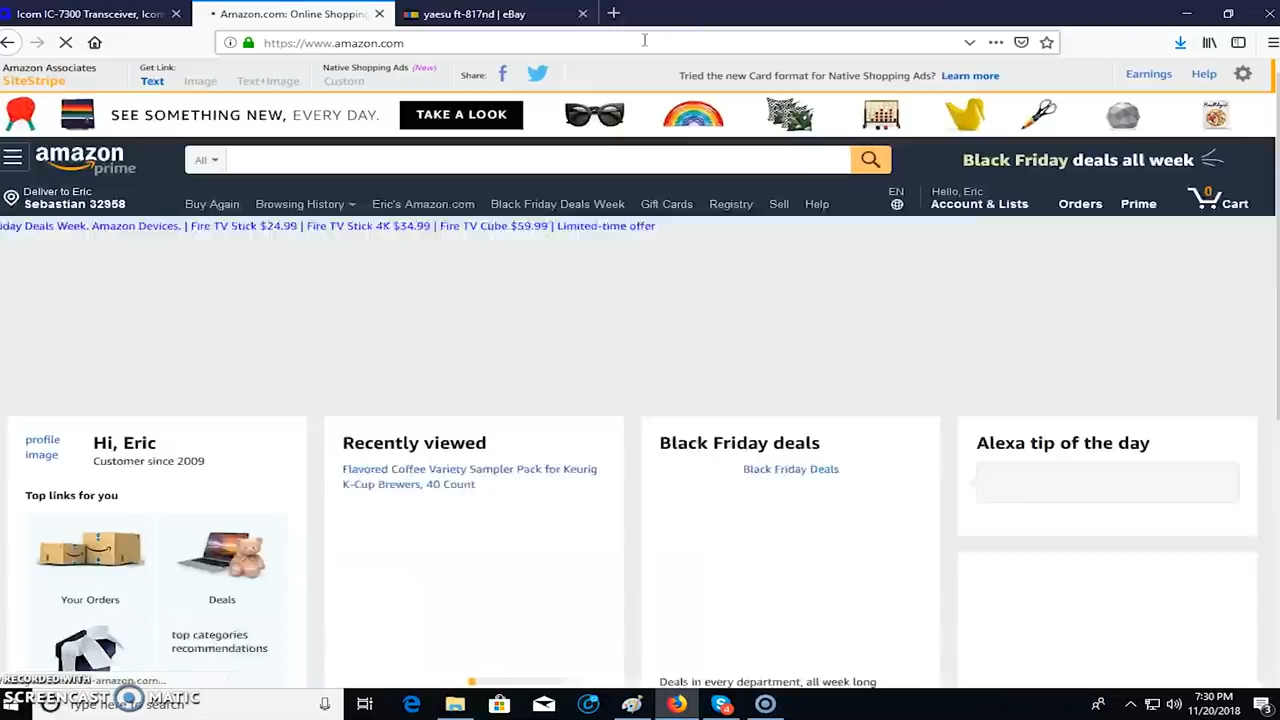 Icom IC-7300 Transceiver, Icom
Amazon.com: Online Shopping
yaesu ft-817nd | eBay
https://www.amazon.com
Amazon Associates
SiteStripe
Get Link:
Text
Image
Text+Image
Native Shopping Ads (New)
Custom
Share:
Tried the new Card format for Native Shopping Ads? Learn more
Earnings
Help
SEE SOMETHING NEW, EVERY DAY.
TAKE A LOOK
amazon
prime
All
Black Friday deals all week
Deliver to Eric
Sebastian 32958
Buy Again
Browsing History
Eric's Amazon.com
Black Friday Deals Week
Gift Cards
Registry
Sell
Help
EN
Hello, Eric
Account & Lists
Orders
Prime
0
Cart
Deals Week. Amazon Devices. | Fire TV Stick $24.99 | Fire TV Stick 4K $34.99 | Fire TV Cube $59.99 | Limited-time offer
profile
image
Hi, Eric
Customer since 2009
Top links for you
Your Orders
Deals
top categories
recommendations
Recently viewed
Flavored Coffee Variety Sampler Pack for Keurig
K-Cup Brewers, 40 Count
Black Friday deals
Black Friday Deals
Deals in every department, all week long
Alexa tip of the day
RECORDED WITH
SCREENCAST MATIC
Type here to search
7:30 PM
11/20/2018